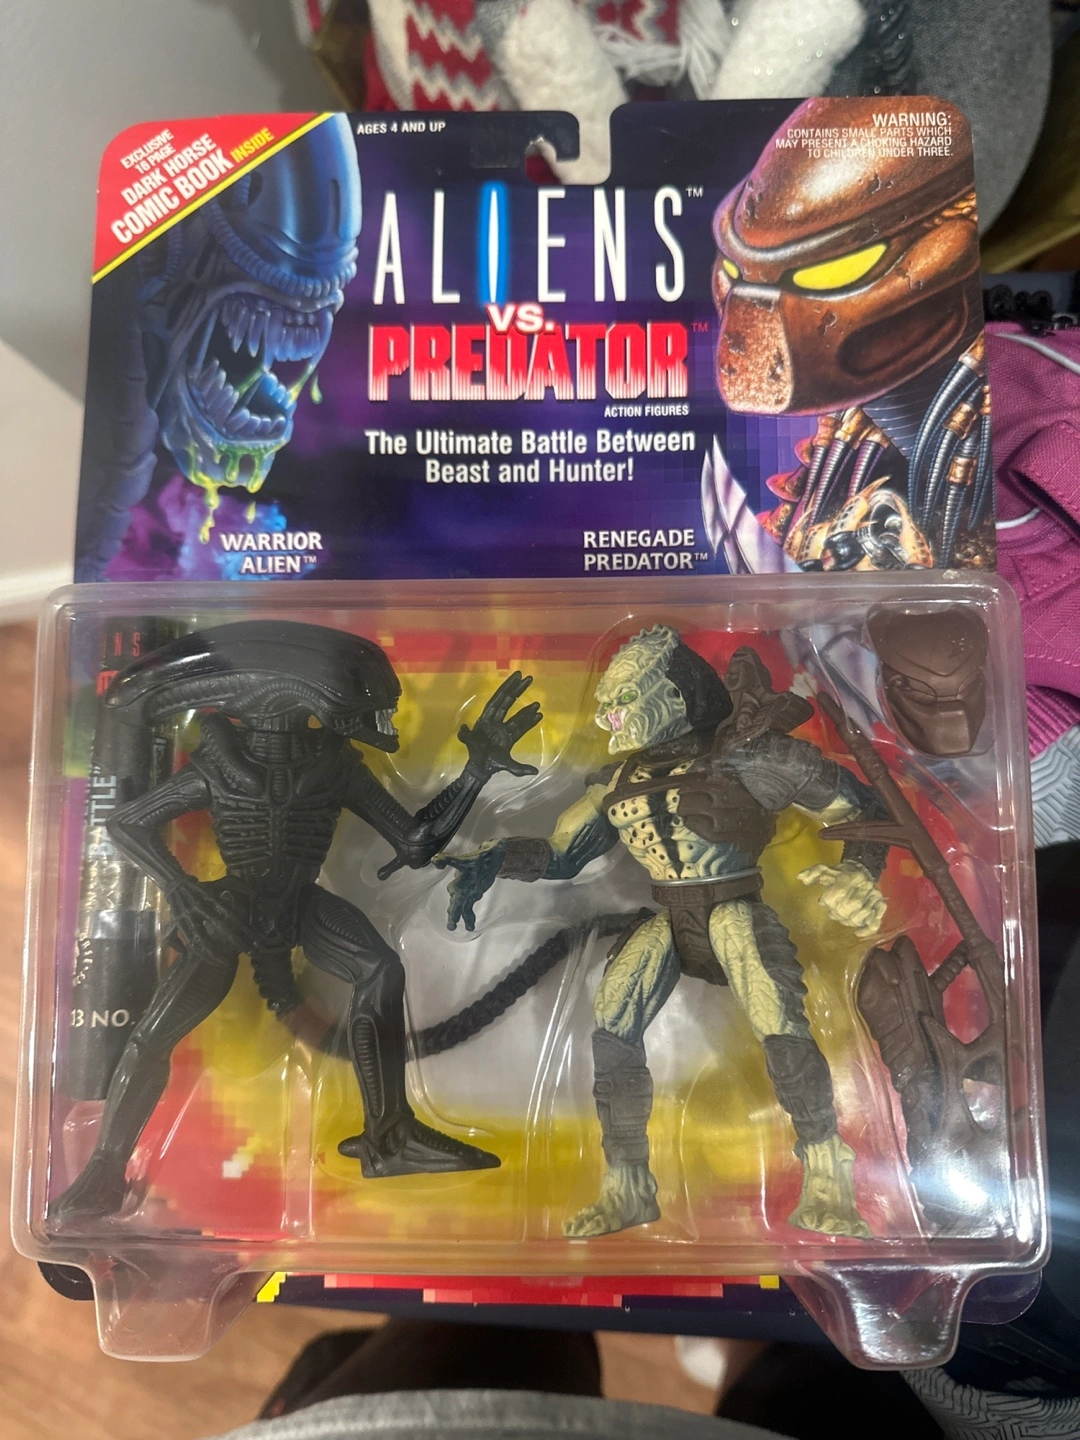 EXCLUSIVE
16 PAGE
DARK HORSE
COMIC BOOK INSIDE
AGES 4 AND UP
WARNING:
CONTAINS SMALL PARTS WHICH
MAY PRESENT A CHOKING HAZARD
TO CHILDREN UNDER THREE.
ALIENS™
VS.
PREDATOR™
ACTION FIGURES
The Ultimate Battle Between
Beast and Hunter!
WARRIOR
ALIEN™
RENEGADE
PREDATOR™
BATTLE"
NO.